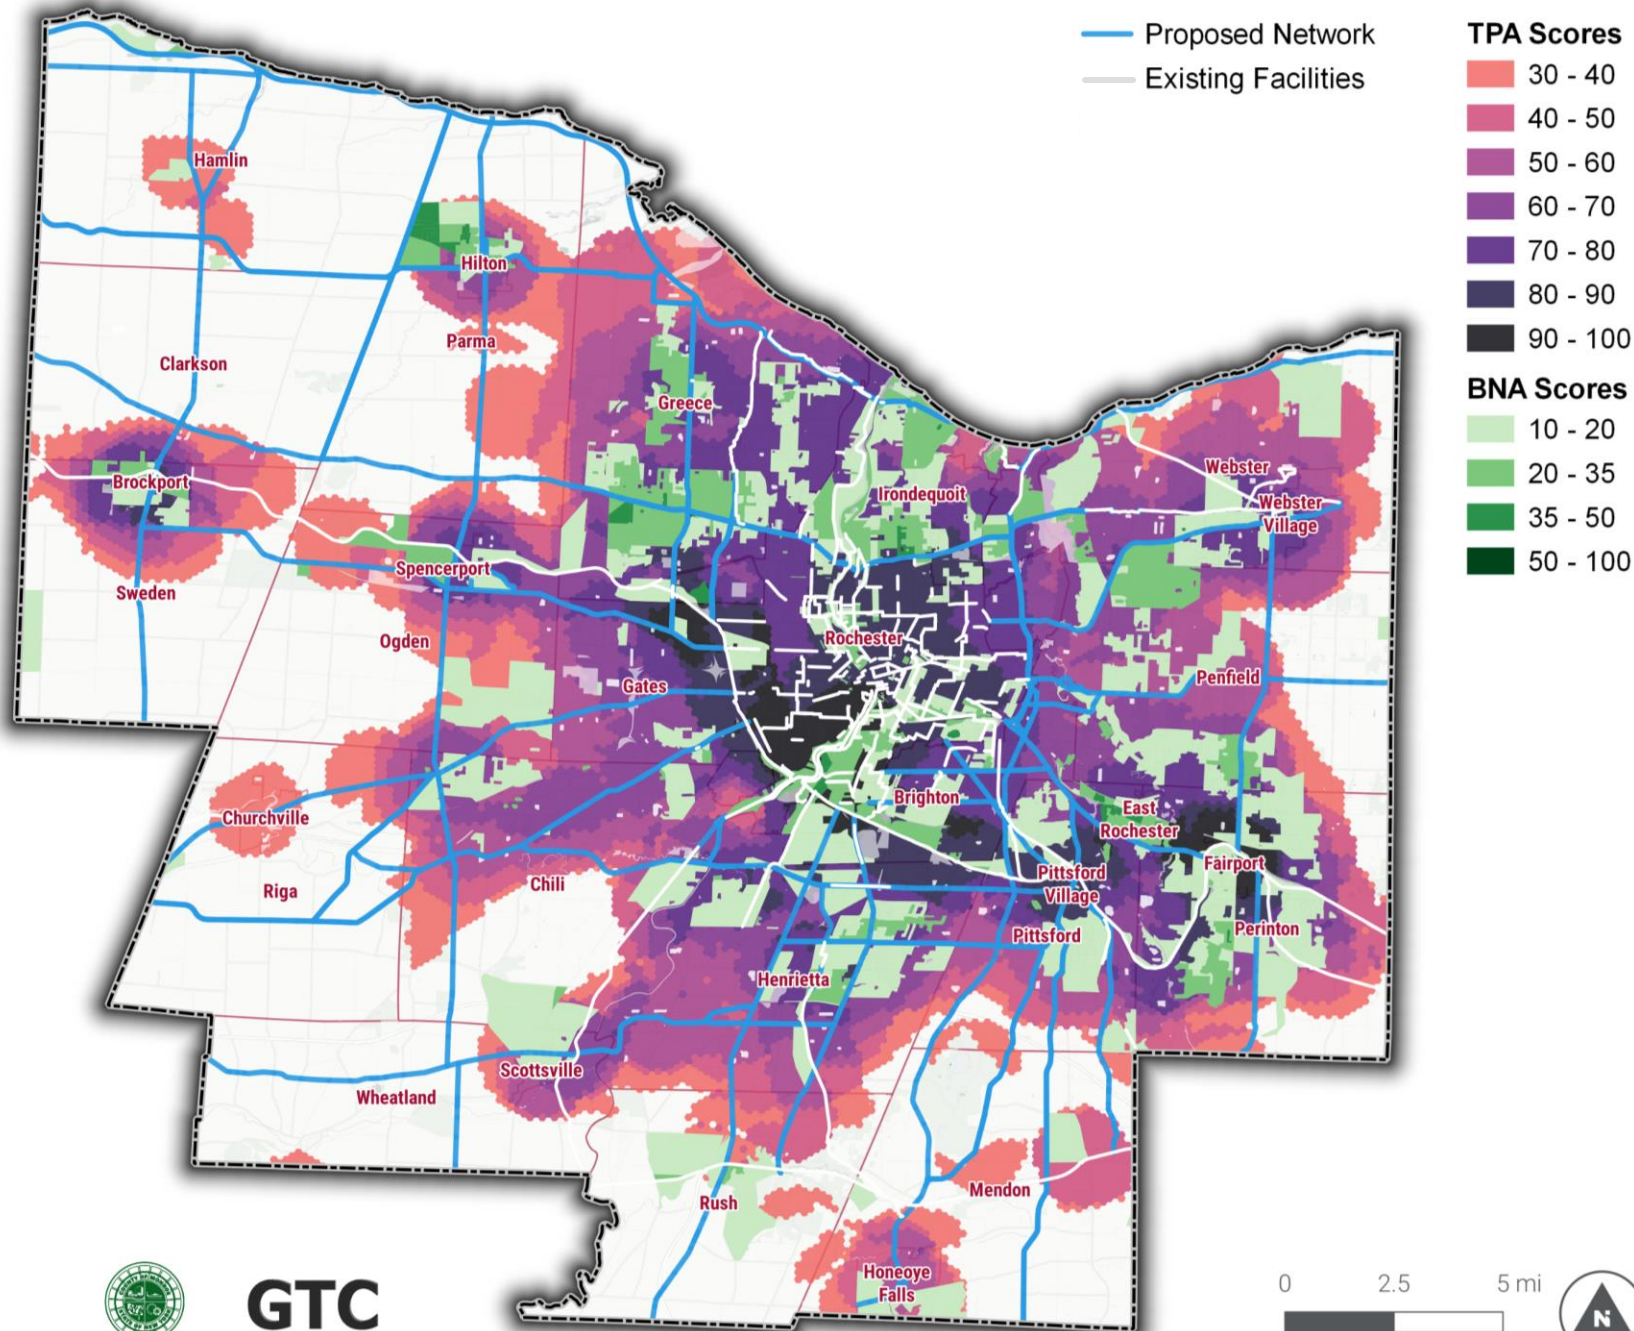 Proposed Network
Existing Facilities
TPA Scores
30 - 40
40 - 50
50 - 60
60 - 70
70 - 80
80 - 90
90 - 100
BNA Scores
10 - 20
20 - 35
35 - 50
50 - 100
Hamlin
Hilton
Parma
Clarkson
Greece
Brockport
Irondequoit
Webster
Webster
Village
Spencerport
Sweden
Ogden
Rochester
Gates
Penfield
Churchville
Brighton
East
Rochester
Fairport
Riga
Chili
Pittsford
Village
Perinton
Pittsford
Henrietta
Scottsville
Wheatland
Rush
Mendon
Honeoye
Falls
GTC
0 2.5 5 mi
N